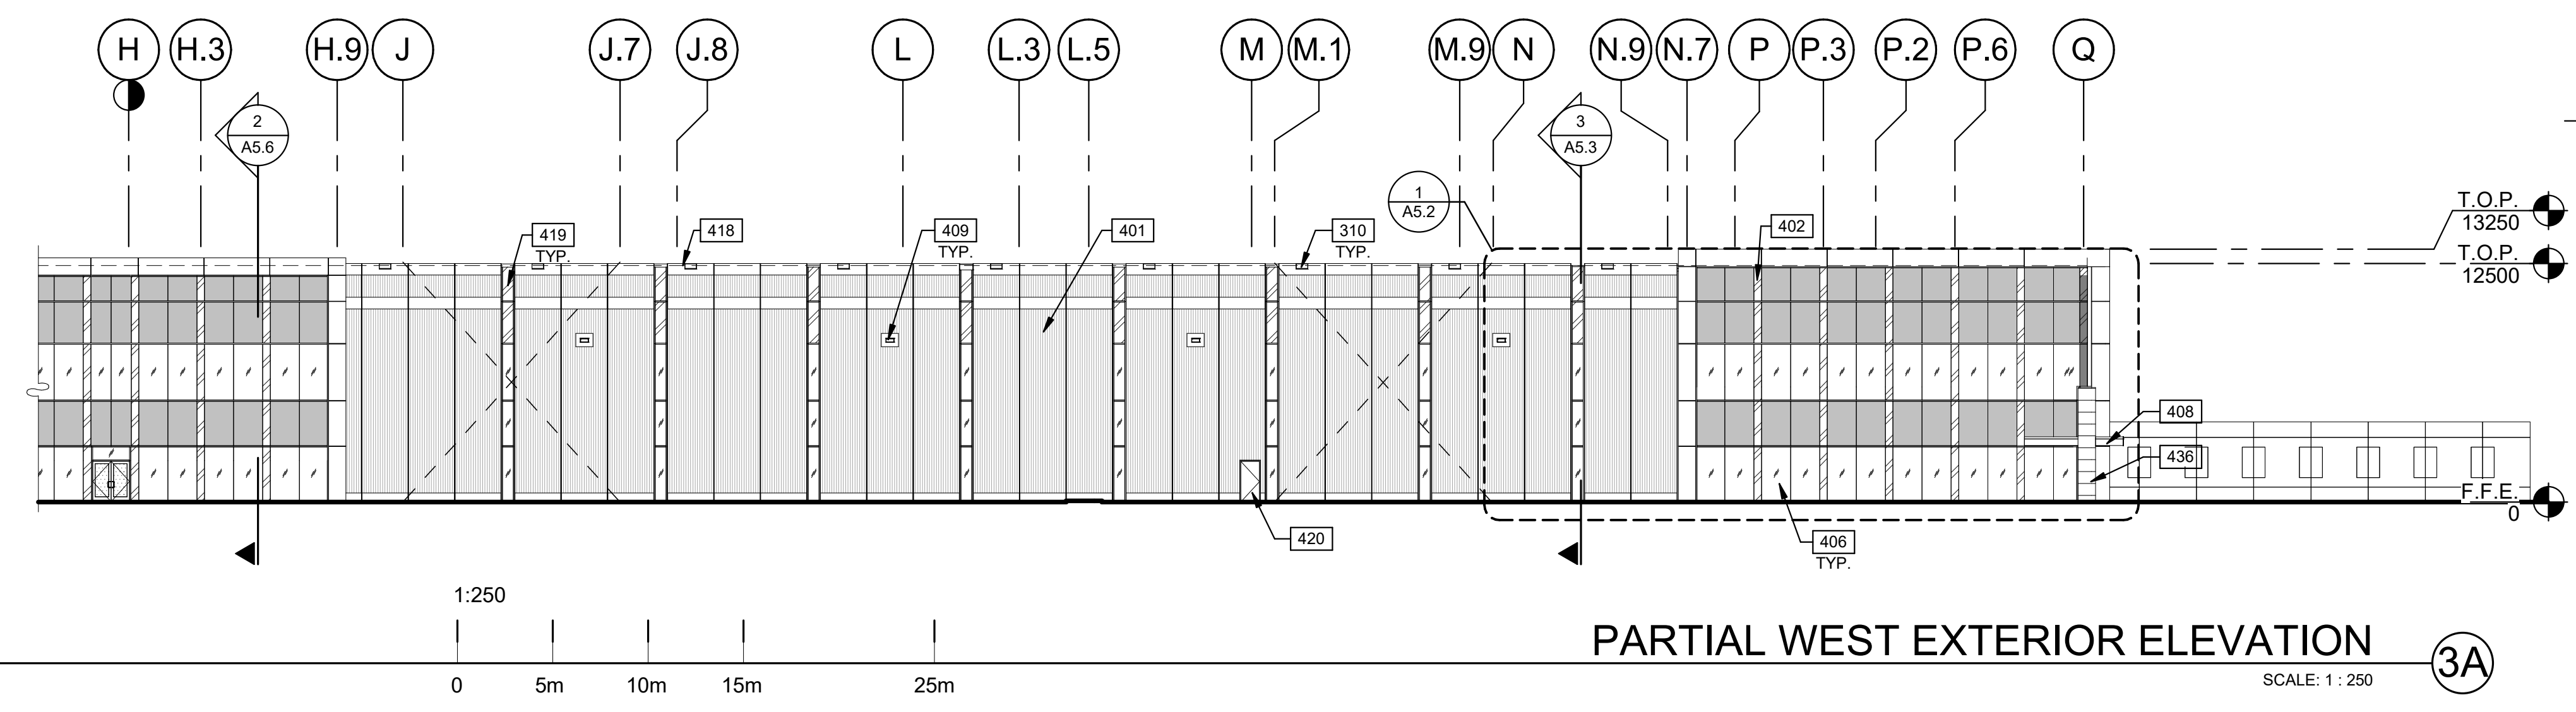 H H.3 H.9 J J.7 J.8 L L.3 L.5 M M.1 M.9 N N.9 N.7 P P.3 P.2 P.6 Q
2
A5.6
3
A5.3
1
A5.2
T.O.P.
13250
T.O.P.
12500
419
TYP.
418
409
TYP.
401
310
TYP.
402
408
436
F.F.E.
0
420
406
TYP.
1:250
0 5m 10m 15m 25m
PARTIAL WEST EXTERIOR ELEVATION
3A
SCALE: 1 : 250